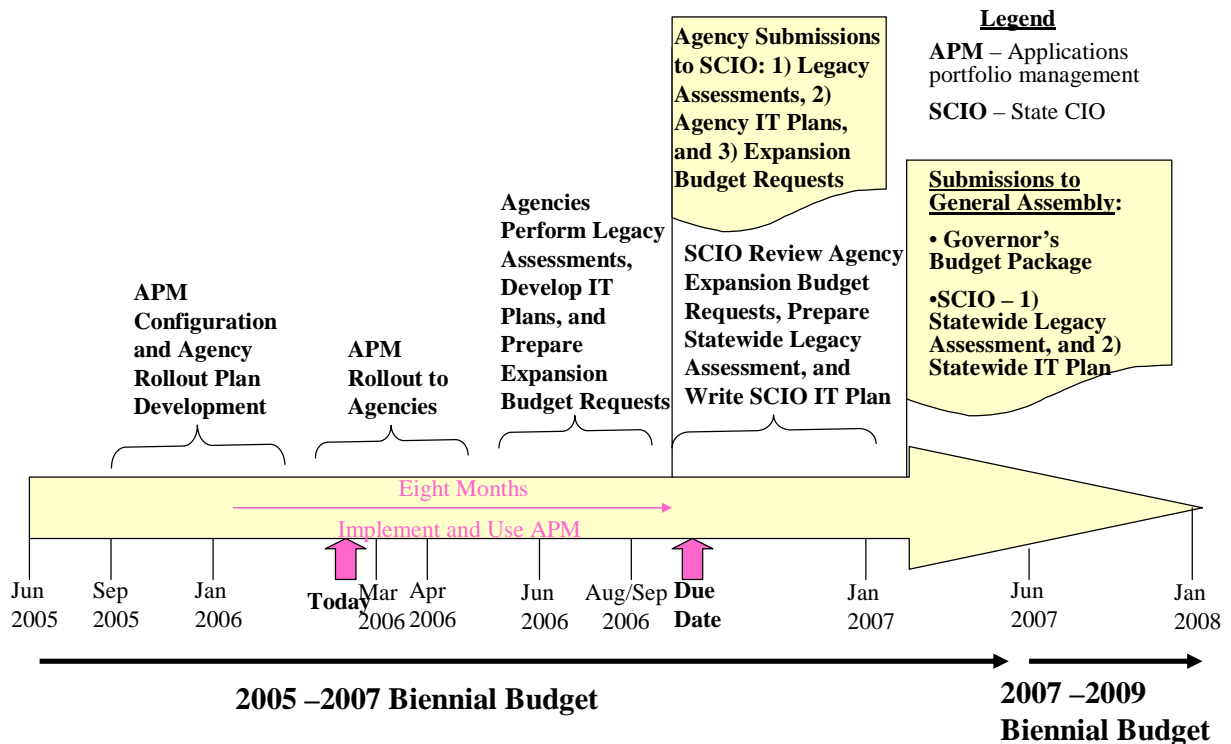 Legend
APM – Applications
portfolio management
SCIO – State CIO
Agency Submissions
to SCIO: 1) Legacy
Assessments, 2)
Agency IT Plans,
and 3) Expansion
Budget Requests
Submissions to
General Assembly:
• Governor's
Budget Package
•SCIO – 1)
Statewide Legacy
Assessment, and 2)
Statewide IT Plan
APM
Configuration
and Agency
Rollout Plan
Development
APM
Rollout to
Agencies
Agencies
Perform Legacy
Assessments,
Develop IT
Plans, and
Prepare
Expansion
Budget Requests
SCIO Review Agency
Expansion Budget
Requests, Prepare
Statewide Legacy
Assessment, and
Write SCIO IT Plan
Eight Months
Implement and Use APM
Jun
2005
Sep
2005
Jan
2006
Today
Mar
2006
Apr
2006
Jun
2006
Aug/Sep
2006
Due
Date
Jan
2007
Jun
2007
Jan
2008
2005 –2007 Biennial Budget
2007 –2009
Biennial Budget